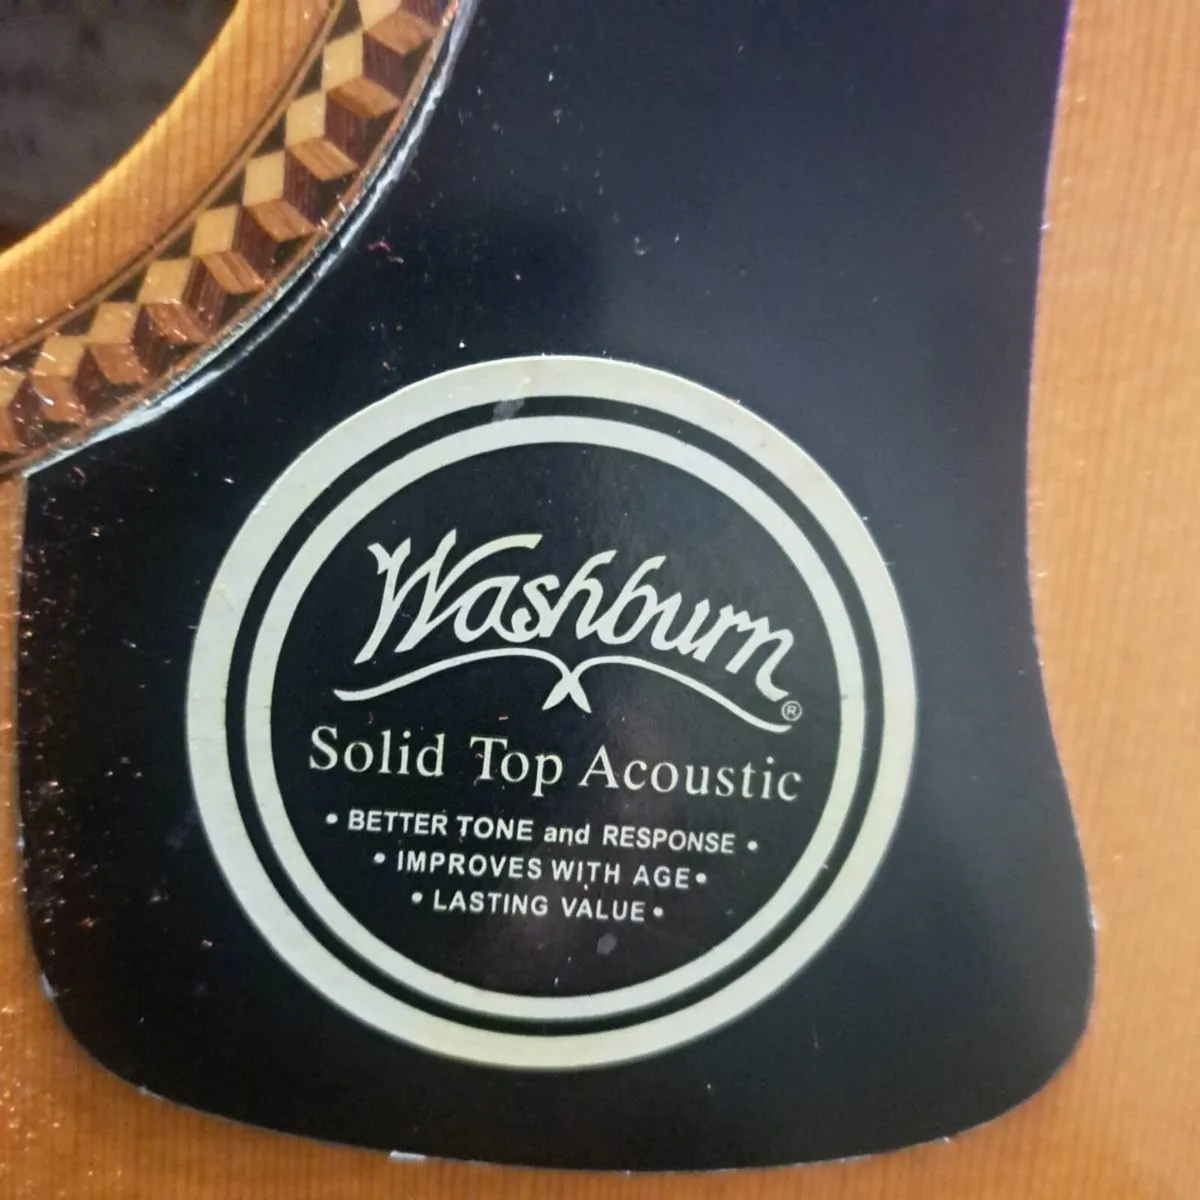 Washburn®
Solid Top Acoustic
• BETTER TONE and RESPONSE •
• IMPROVES WITH AGE •
• LASTING VALUE •